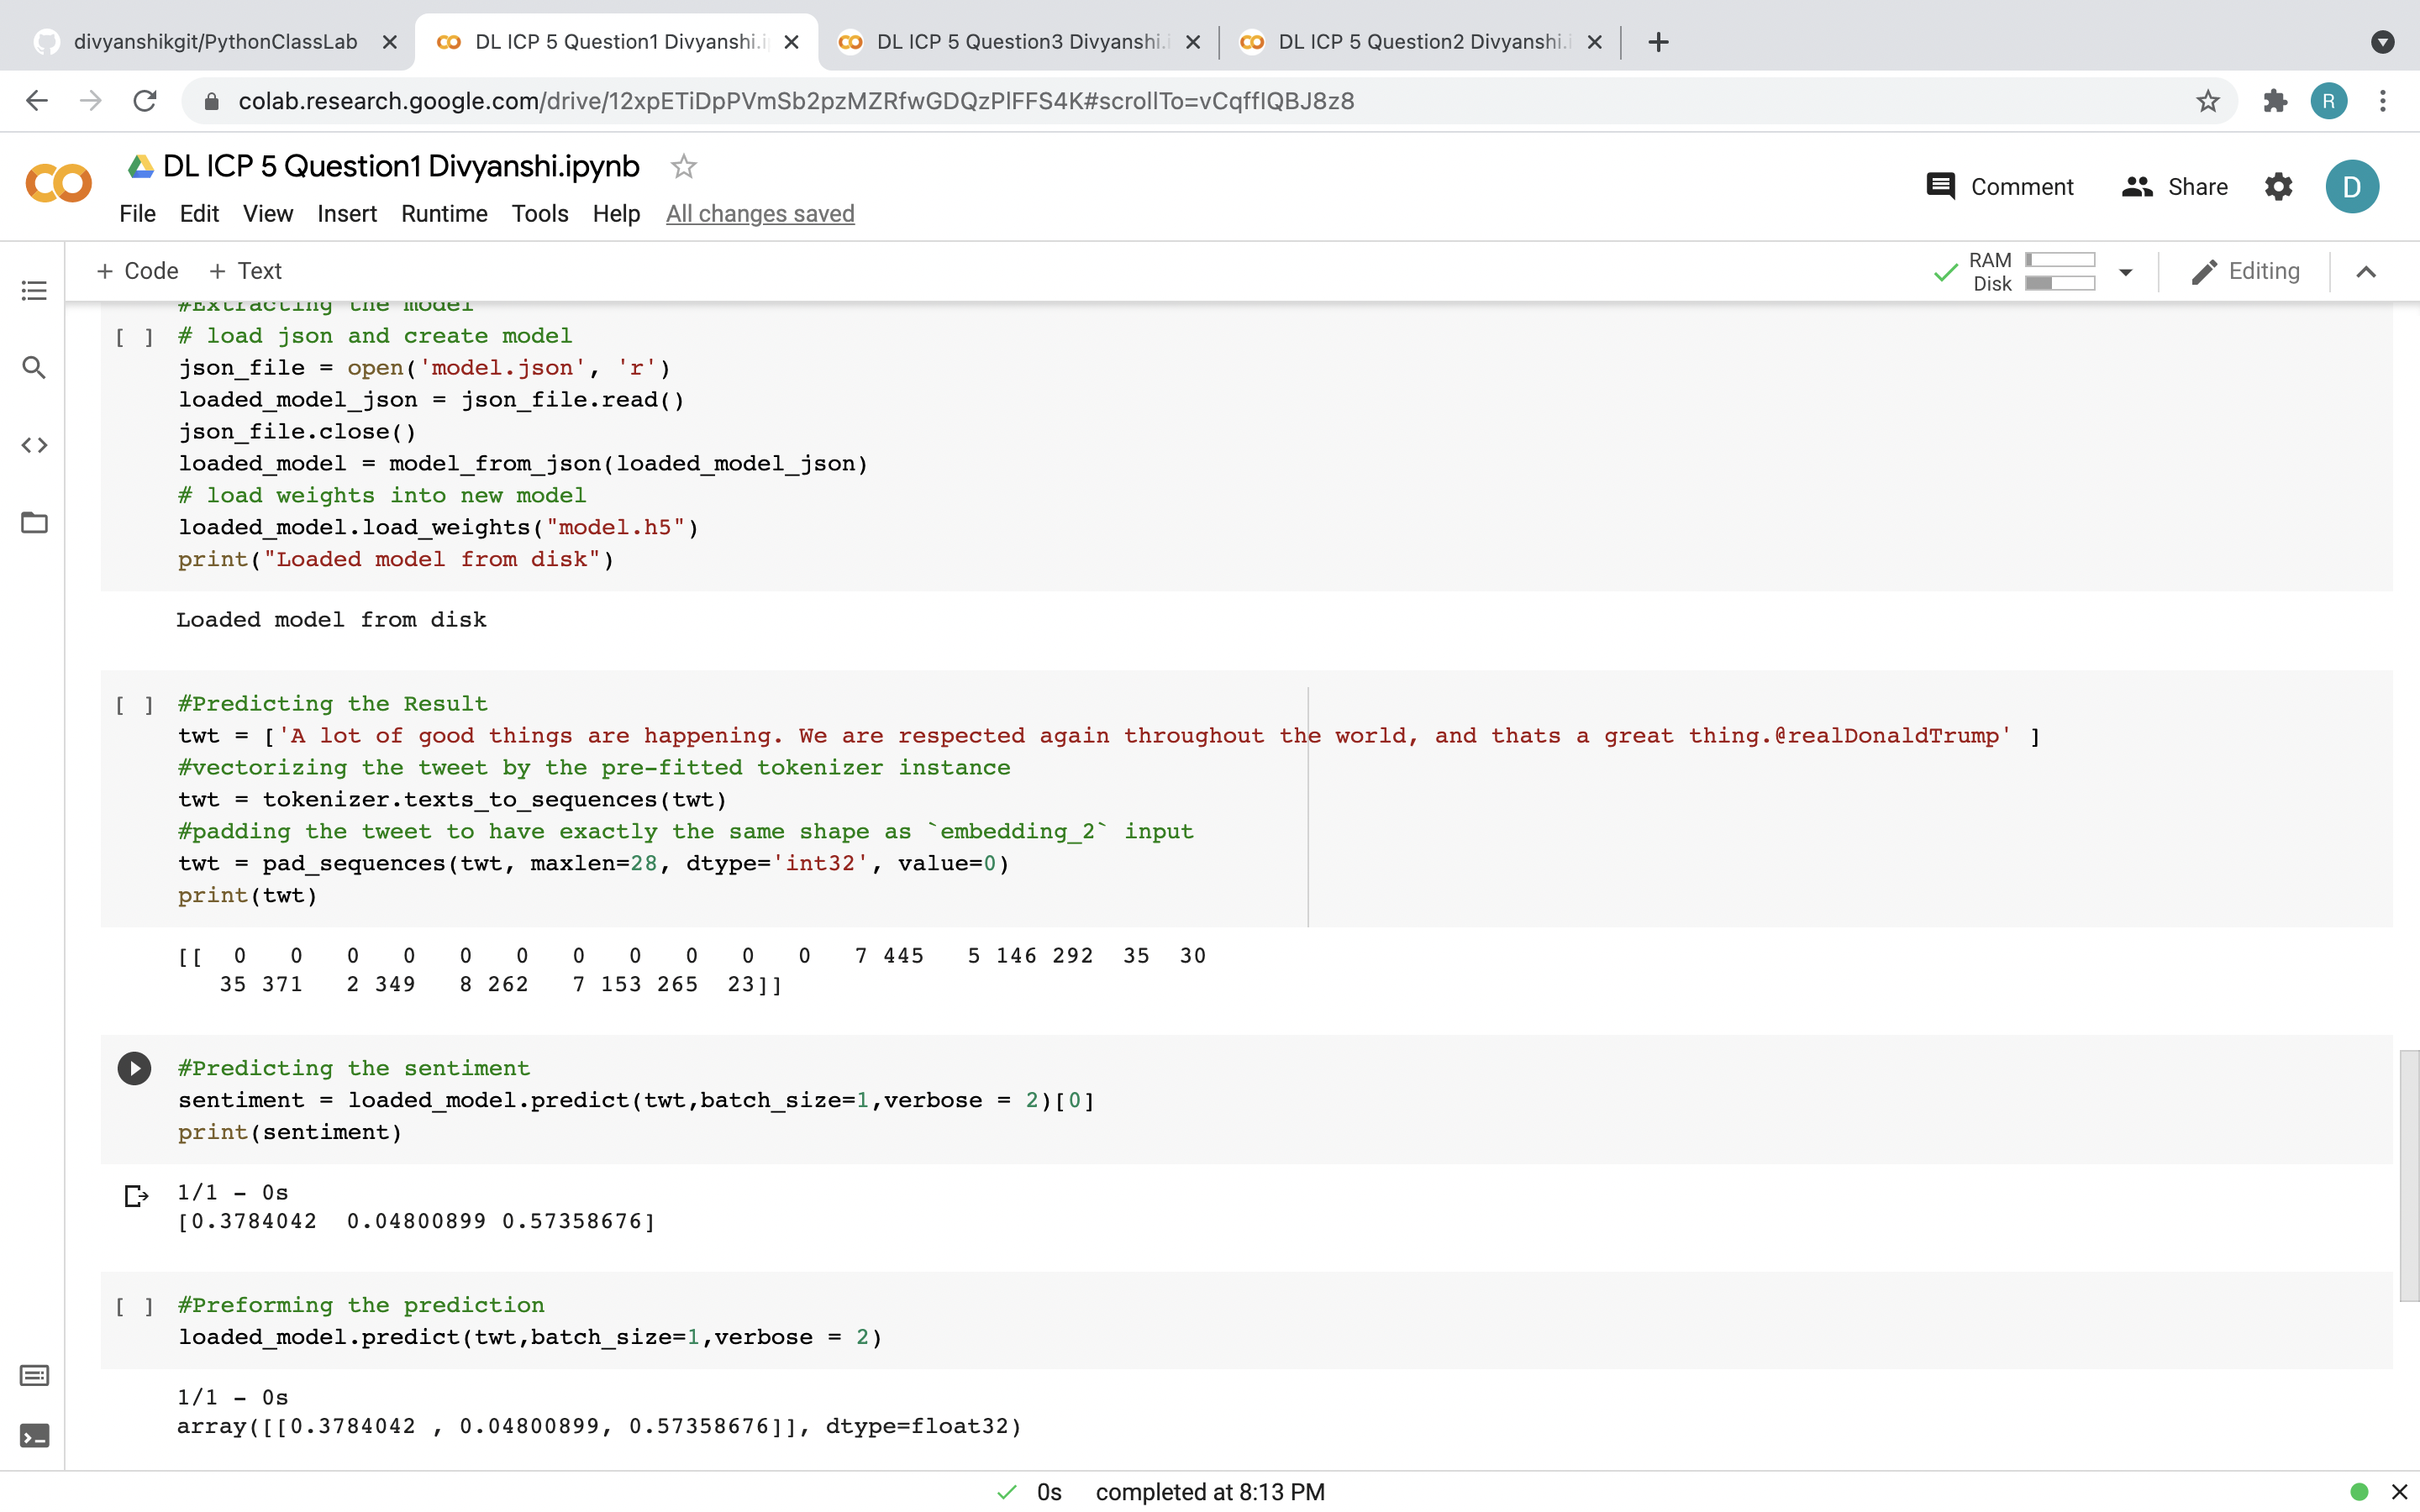 divyanshikgit/PythonClassLab
DL ICP 5 Question1 Divyanshi.i
DL ICP 5 Question3 Divyanshi.i
DL ICP 5 Question2 Divyanshi.i
colab.research.google.com/drive/12xpETiDpPVmSb2pzMZRfwGDQzPlFFS4K#scrollTo=vCqffIQBJ8z8
R
DL ICP 5 Question1 Divyanshi.ipynb
File Edit View Insert Runtime Tools Help All changes saved
Comment
Share
D
+ Code + Text
RAM
Disk
Editing
#Extracting the model
[ ] # load json and create model
json_file = open('model.json', 'r')
loaded_model_json = json_file.read()
json_file.close()
loaded_model = model_from_json(loaded_model_json)
# load weights into new model
loaded_model.load_weights("model.h5")
print("Loaded model from disk")
Loaded model from disk
[ ] #Predicting the Result
twt = ['A lot of good things are happening. We are respected again throughout the world, and thats a great thing.@realDonaldTrump' ]
#vectorizing the tweet by the pre-fitted tokenizer instance
twt = tokenizer.texts_to_sequences(twt)
#padding the tweet to have exactly the same shape as `embedding_2` input
twt = pad_sequences(twt, maxlen=28, dtype='int32', value=0)
print(twt)
[[ 0 0 0 0 0 0 0 0 0 0 0 7 445 5 146 292 35 30
35 371 2 349 8 262 7 153 265 23]]
#Predicting the sentiment
sentiment = loaded_model.predict(twt,batch_size=1,verbose = 2)[0]
print(sentiment)
1/1 - 0s
[0.3784042 0.04800899 0.57358676]
[ ] #Preforming the prediction
loaded_model.predict(twt,batch_size=1,verbose = 2)
1/1 - 0s
array([[0.3784042 , 0.04800899, 0.57358676]], dtype=float32)
0s completed at 8:13 PM